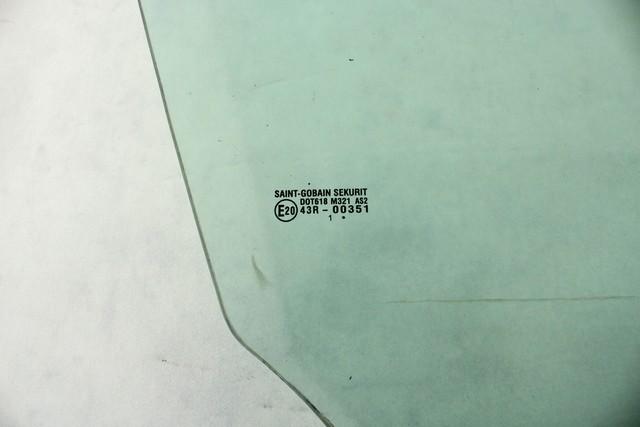 SAINT-GOBAIN SEKURIT
DOT618 M321 AS2
E20 43R - 00351
1 •